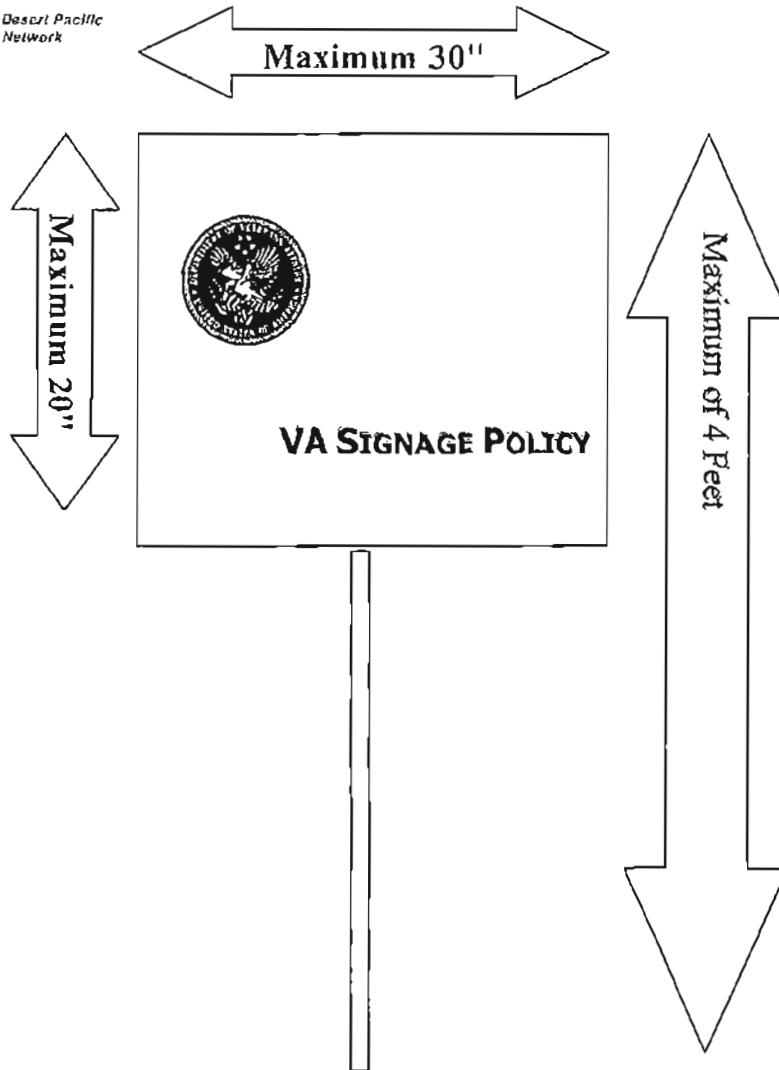 Desert Pacific
Network
Maximum 30"
Maximum 20"
Maximum of 4 Feet
VA SIGNAGE POLICY